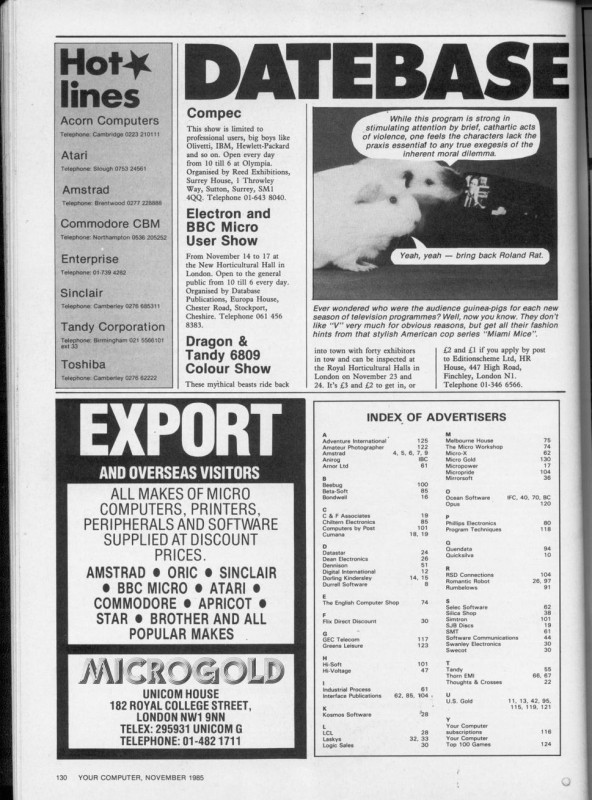 Hot★
lines
Acorn Computers
Telephone: Cambridge 0223 210111
Atari
Telephone: Slough 0753 24561
Amstrad
Telephone: Brentwood 0277 228888
Commodore CBM
Telephone: Northampton 0536 205252
Enterprise
Telephone: 01-739 4282
Sinclair
Telephone: Camberley 0276 685311
Tandy Corporation
Telephone: Birmingham 021 5566101
ext 33
Toshiba
Telephone: Camberley 0276 62222
DATEBASE
Compec
This show is limited to
professional users, big boys like
Olivetti, IBM, Hewlett-Packard
and so on. Open every day
from 10 till 6 at Olympia.
Organised by Reed Exhibitions,
Surrey House, 1 Throwley
Way, Sutton, Surrey, SM1
4QQ. Telephone 01-643 8040.
Electron and
BBC Micro
User Show
From November 14 to 17 at
the New Horticultural Hall in
London. Open to the general
public from 10 till 6 every day.
Organised by Database
Publications, Europa House,
Chester Road, Stockport,
Cheshire. Telephone 061 456
8383.
Dragon &
Tandy 6809
Colour Show
These mythical beasts ride back
While this program is strong in
stimulating attention by brief, cathartic acts
of violence, one feels the characters lack the
praxis essential to any true exegesis of the
inherent moral dilemma.
Yeah, yeah — bring back Roland Rat.
Ever wondered who were the audience guinea-pigs for each new
season of television programmes? Well, now you know. They don't
like "V" very much for obvious reasons, but get all their fashion
hints from that stylish American cop series "Miami Mice".
into town with forty exhibitors
in tow and can be inspected at
the Royal Horticultural Halls in
London on November 23 and
24. It's £3 and £2 to get in, or
£2 and £1 if you apply by post
to Editionscheme Ltd, HR
House, 447 High Road,
Finchley, London N1.
Telephone 01-346 6566.
EXPORT
AND OVERSEAS VISITORS
ALL MAKES OF MICRO
COMPUTERS, PRINTERS,
PERIPHERALS AND SOFTWARE
SUPPLIED AT DISCOUNT
PRICES.
AMSTRAD ● ORIC ● SINCLAIR
● BBC MICRO ● ATARI ●
COMMODORE ● APRICOT ●
STAR ● BROTHER AND ALL
POPULAR MAKES
MICROGOLD
UNICOM HOUSE
182 ROYAL COLLEGE STREET,
LONDON NW1 9NN
TELEX: 295931 UNICOM G
TELEPHONE: 01-482 1711
INDEX OF ADVERTISERS
A
Adventure International 125
Amateur Photographer 122
Amstrad 4, 5, 6, 7, 9
Anirog IBC
Amor Ltd 81
B
Beebug 100
Beta-Soft 85
Bondwell 16
C
C & F Associates 19
Chiltern Electronics 85
Computers by Post 101
Cumana 18, 19
D
Datastar 24
Dean Electronics 26
Dennison 51
Digital International 12
Dorling Kindersley 14, 15
Durrell Software 8
E
The English Computer Shop 74
F
Flix Direct Discount 30
G
GEC Telecom 117
Greens Leisure 123
H
Hi-Soft 101
Hi-Voltage 47
I
Industrial Process 61
Interface Publications 62, 85, 104
K
Kosmos Software 28
L
LCL 28
Laskys 32, 33
Logic Sales 30
M
Melbourne House 75
The Micro Workshop 74
Micro-X 62
Micro Gold 130
Micropower 17
Micropride 104
Mirrorsoft 36
O
Ocean Software IFC, 40, 70, BC
Opus 120
P
Phillips Electronics 80
Program Techniques 118
Q
Quendata 94
Quicksilva 10
R
RSD Connections 104
Romantic Robot 26, 97
Rumbelows 91
S
Selec Software 62
Silica Shop 38
Simtron 101
SJB Discs 19
SMT 61
Software Communications 44
Swanley Electronics 30
Swecot 30
T
Tandy 55
Thorn EMI 66, 67
Thoughts & Crosses 22
U
U.S. Gold 11, 13, 42, 95,
115, 119, 121
Y
Your Computer
subscriptions 116
Your Computer
Top 100 Games 124
130 YOUR COMPUTER, NOVEMBER 1985